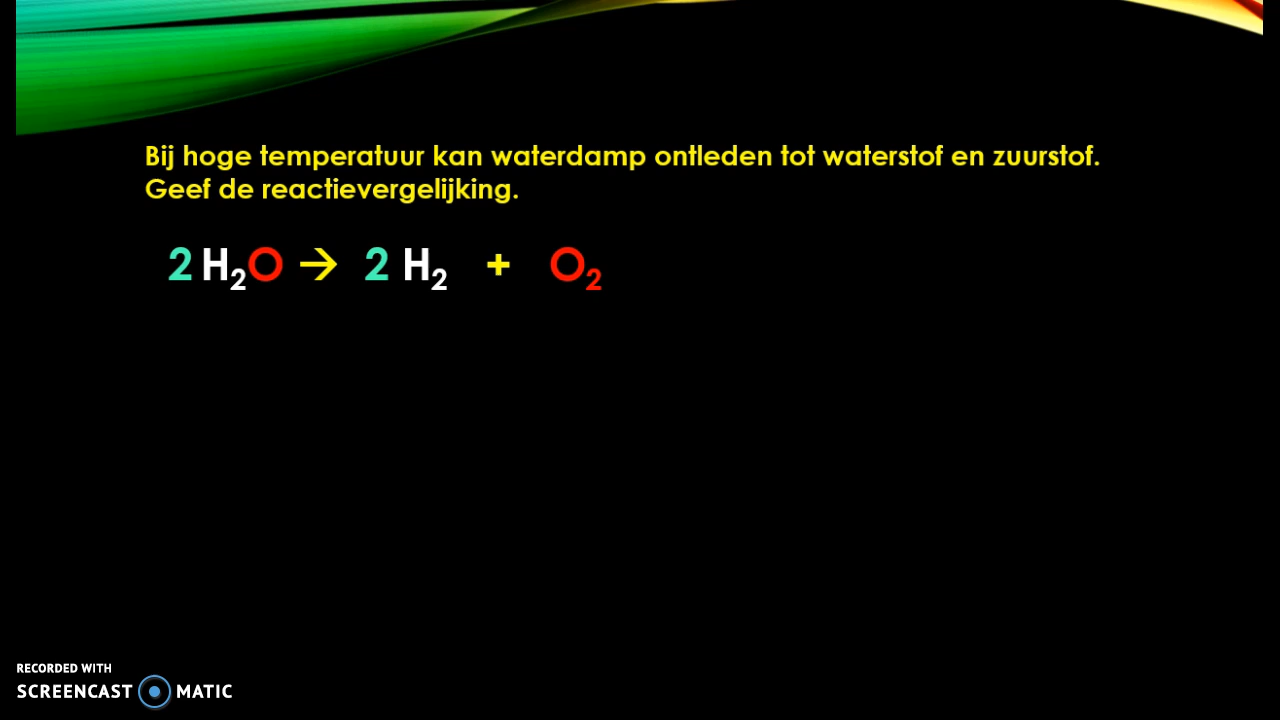 Bij hoge temperatuur kan waterdamp ontleden tot waterstof en zuurstof.
Geef de reactievergelijking.
2 H₂O → 2 H₂ + O₂
RECORDED WITH
SCREENCAST MATIC